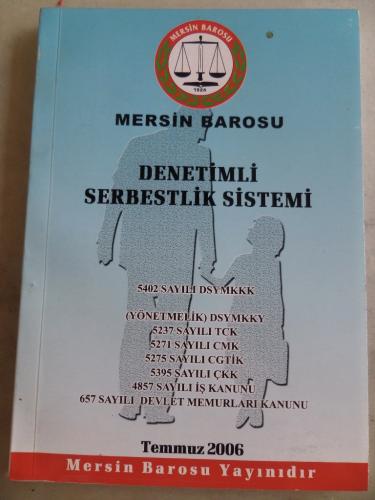 MERSİN BAROSU
1924
MERSİN BAROSU
DENETİMLİ
SERBESTLİK SİSTEMİ
5402 SAYILI DSYMKKK
(YÖNETMELİK) DSYMKKY
5237 SAYILI TCK
5271 SAYILI CMK
5275 SAYILI CGTİK
5395 SAYILI ÇKK
4857 SAYILI İŞ KANUNU
657 SAYILI DEVLET MEMURLARI KANUNU
Temmuz 2006
Mersin Barosu Yayınıdır